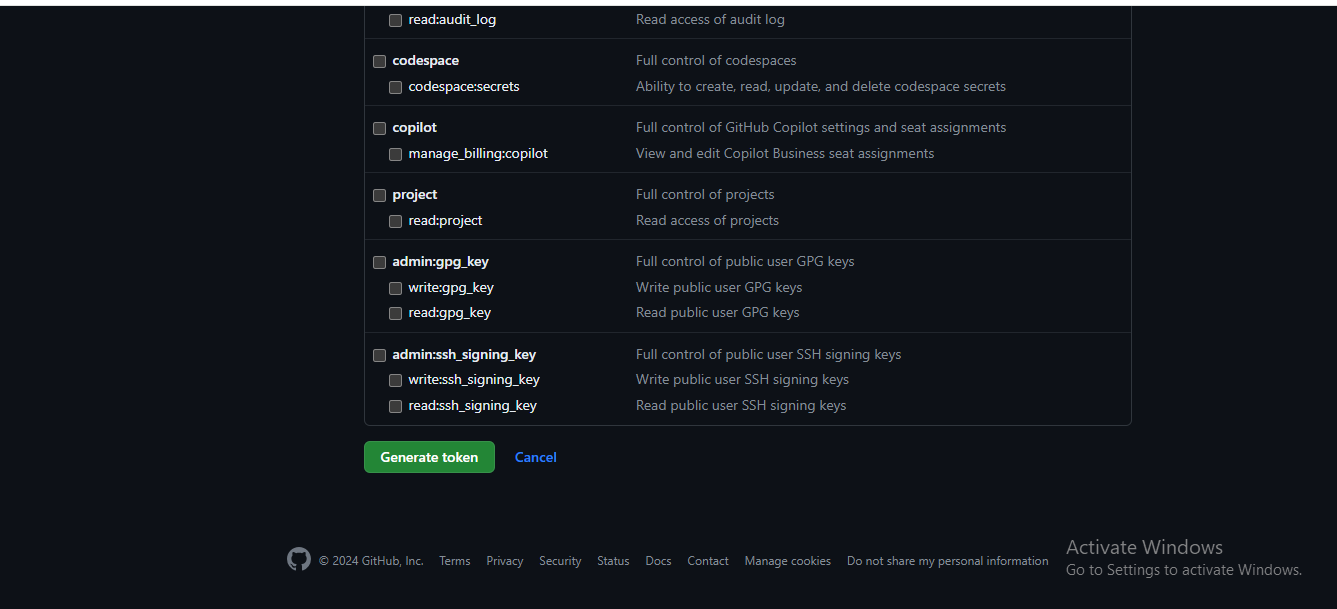 read:audit_log Read access of audit log
codespace Full control of codespaces
codespace:secrets Ability to create, read, update, and delete codespace secrets
copilot Full control of GitHub Copilot settings and seat assignments
manage_billing:copilot View and edit Copilot Business seat assignments
project Full control of projects
read:project Read access of projects
admin:gpg_key Full control of public user GPG keys
write:gpg_key Write public user GPG keys
read:gpg_key Read public user GPG keys
admin:ssh_signing_key Full control of public user SSH signing keys
write:ssh_signing_key Write public user SSH signing keys
read:ssh_signing_key Read public user SSH signing keys
Generate token Cancel
© 2024 GitHub, Inc. Terms Privacy Security Status Docs Contact Manage cookies Do not share my personal information
Activate Windows
Go to Settings to activate Windows.